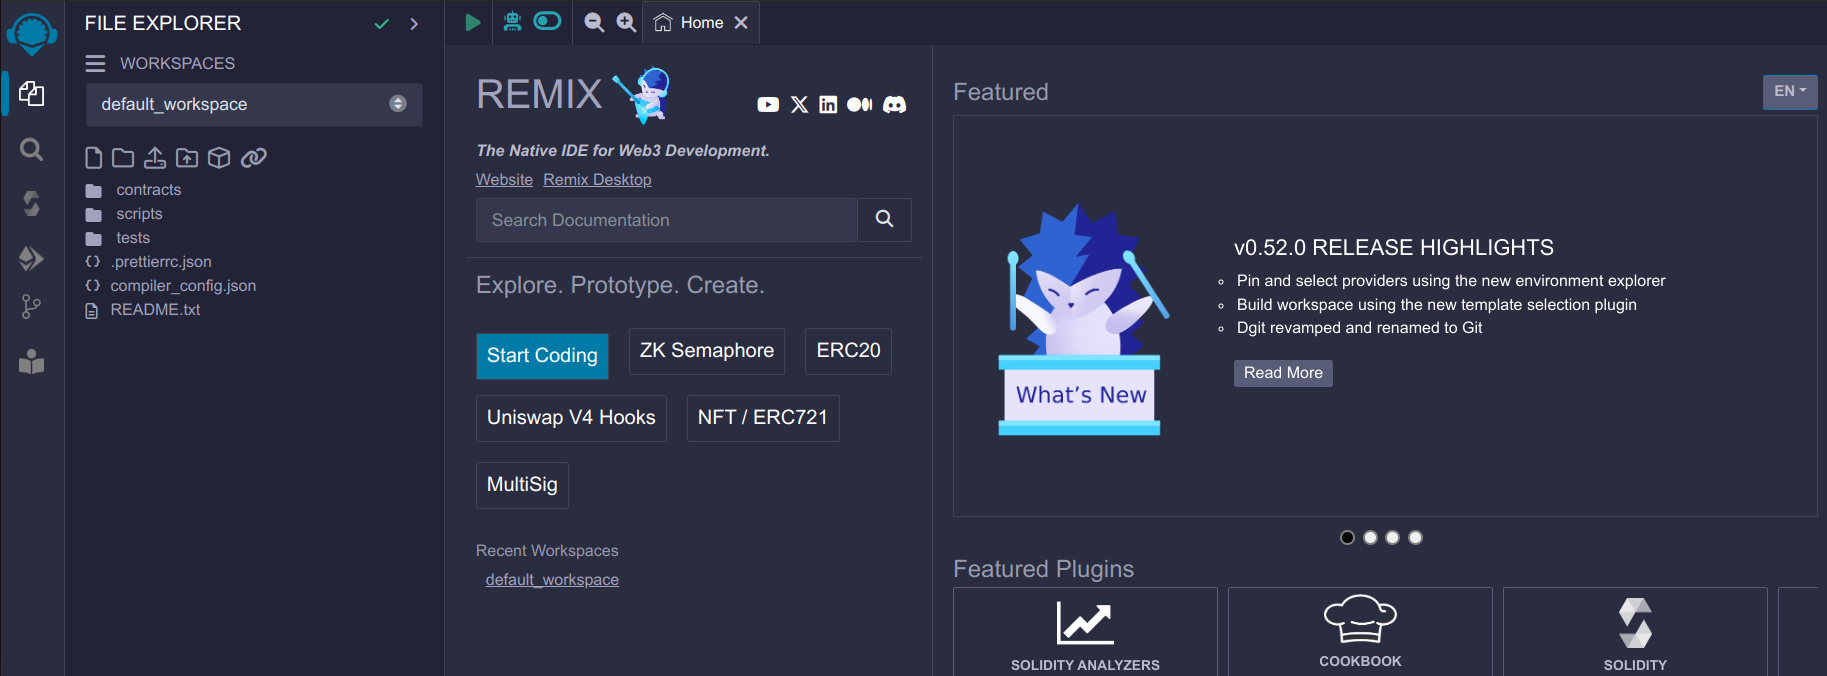 FILE EXPLORER
WORKSPACES
default_workspace
contracts
scripts
tests
.prettierrc.json
compiler_config.json
README.txt
Home
REMIX
The Native IDE for Web3 Development.
Website Remix Desktop
Search Documentation
Explore. Prototype. Create.
Start Coding
ZK Semaphore
ERC20
Uniswap V4 Hooks
NFT / ERC721
MultiSig
Recent Workspaces
default_workspace
Featured
EN
What's New
v0.52.0 RELEASE HIGHLIGHTS
Pin and select providers using the new environment explorer
Build workspace using the new template selection plugin
Dgit revamped and renamed to Git
Read More
Featured Plugins
SOLIDITY ANALYZERS
COOKBOOK
SOLIDITY